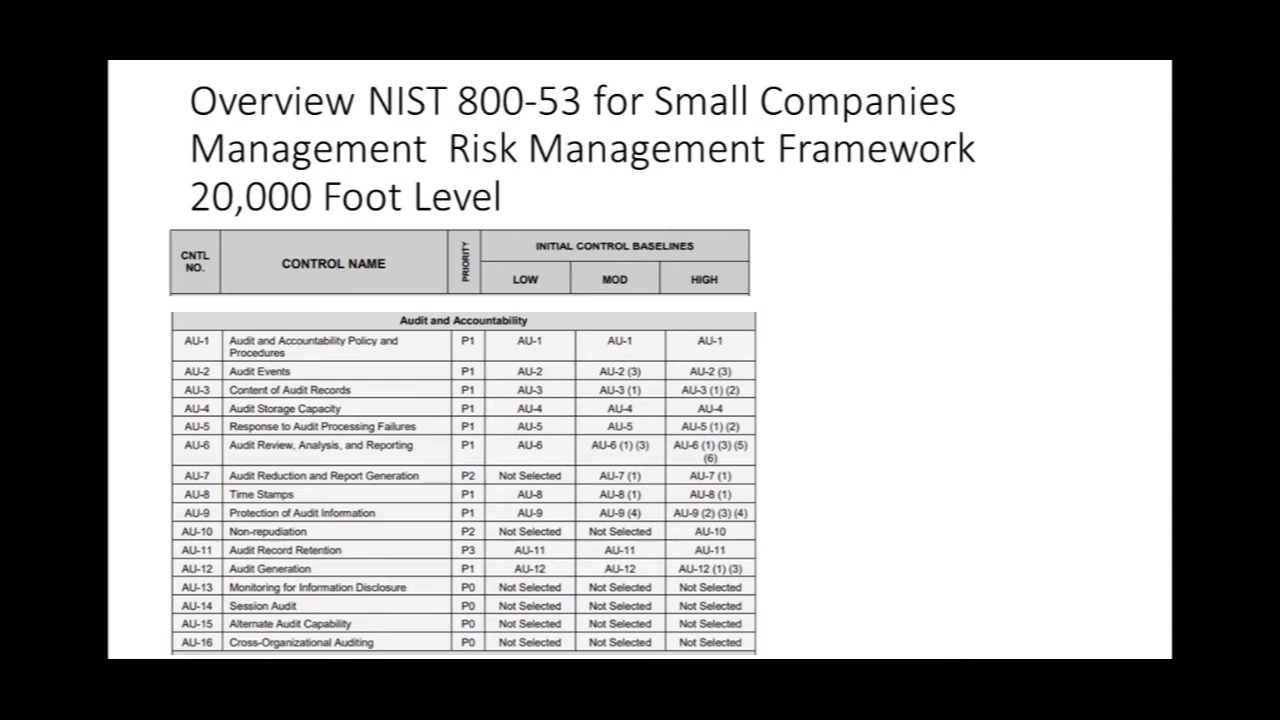 Overview NIST 800-53 for Small Companies
Management  Risk Management Framework
20,000 Foot Level
CNTL NO. CONTROL NAME PRIORITY INITIAL CONTROL BASELINES
LOW MOD HIGH
Audit and Accountability
AU-1 Audit and Accountability Policy and Procedures P1 AU-1 AU-1 AU-1
AU-2 Audit Events P1 AU-2 AU-2 (3) AU-2 (3)
AU-3 Content of Audit Records P1 AU-3 AU-3 (1) AU-3 (1) (2)
AU-4 Audit Storage Capacity P1 AU-4 AU-4 AU-4
AU-5 Response to Audit Processing Failures P1 AU-5 AU-5 AU-5 (1) (2)
AU-6 Audit Review, Analysis, and Reporting P1 AU-6 AU-6 (1) (3) AU-6 (1) (3) (5) (6)
AU-7 Audit Reduction and Report Generation P2 Not Selected AU-7 (1) AU-7 (1)
AU-8 Time Stamps P1 AU-8 AU-8 (1) AU-8 (1)
AU-9 Protection of Audit Information P1 AU-9 AU-9 (4) AU-9 (2) (3) (4)
AU-10 Non-repudiation P2 Not Selected Not Selected AU-10
AU-11 Audit Record Retention P3 AU-11 AU-11 AU-11
AU-12 Audit Generation P1 AU-12 AU-12 AU-12 (1) (3)
AU-13 Monitoring for Information Disclosure P0 Not Selected Not Selected Not Selected
AU-14 Session Audit P0 Not Selected Not Selected Not Selected
AU-15 Alternate Audit Capability P0 Not Selected Not Selected Not Selected
AU-16 Cross-Organizational Auditing P0 Not Selected Not Selected Not Selected